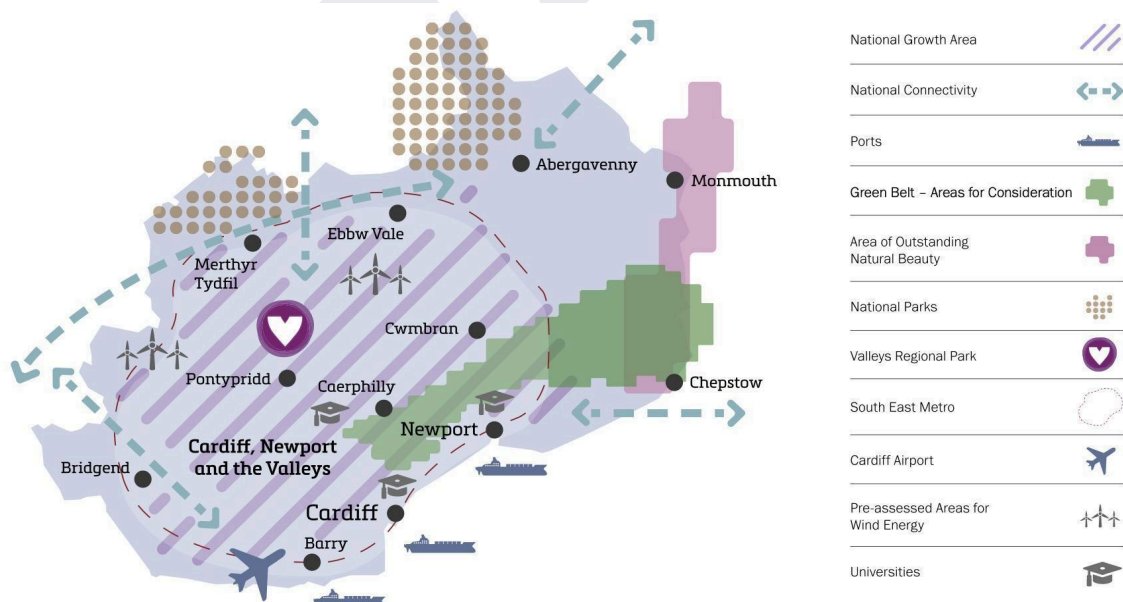 Abergavenny
Monmouth
Ebbw Vale
Merthyr
Tydfil
Cwmbran
Pontypridd
Caerphilly
Chepstow
Newport
Cardiff, Newport
and the Valleys
Bridgend
Cardiff
Barry
National Growth Area
National Connectivity
Ports
Green Belt – Areas for Consideration
Area of Outstanding
Natural Beauty
National Parks
Valleys Regional Park
South East Metro
Cardiff Airport
Pre-assessed Areas for
Wind Energy
Universities